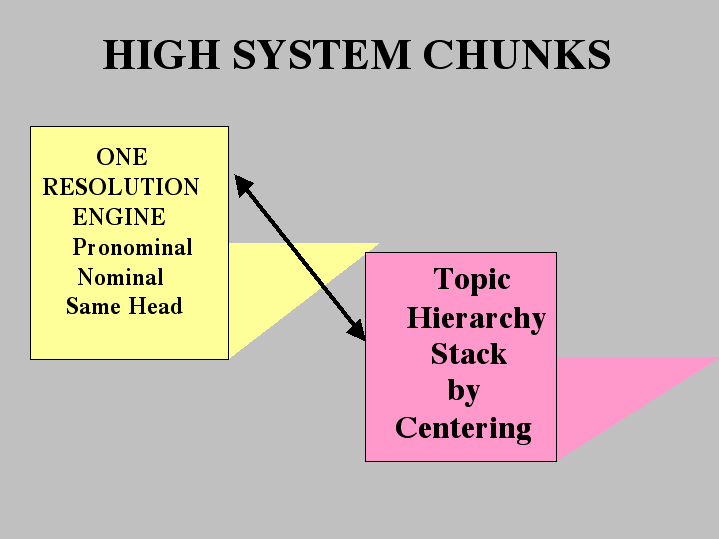 HIGH SYSTEM CHUNKS
ONE
RESOLUTION
ENGINE
Pronominal
Nominal
Same Head
Topic
Hierarchy
Stack
by
Centering